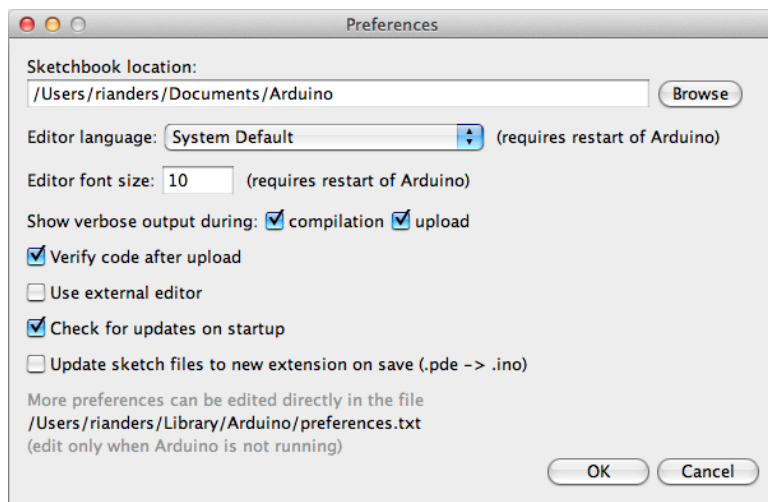 Preferences
Sketchbook location:
/Users/rianders/Documents/Arduino Browse
Editor language: System Default (requires restart of Arduino)
Editor font size: 10 (requires restart of Arduino)
Show verbose output during: compilation upload
Verify code after upload
Use external editor
Check for updates on startup
Update sketch files to new extension on save (.pde -> .ino)
More preferences can be edited directly in the file
/Users/rianders/Library/Arduino/preferences.txt
(edit only when Arduino is not running)
OK Cancel